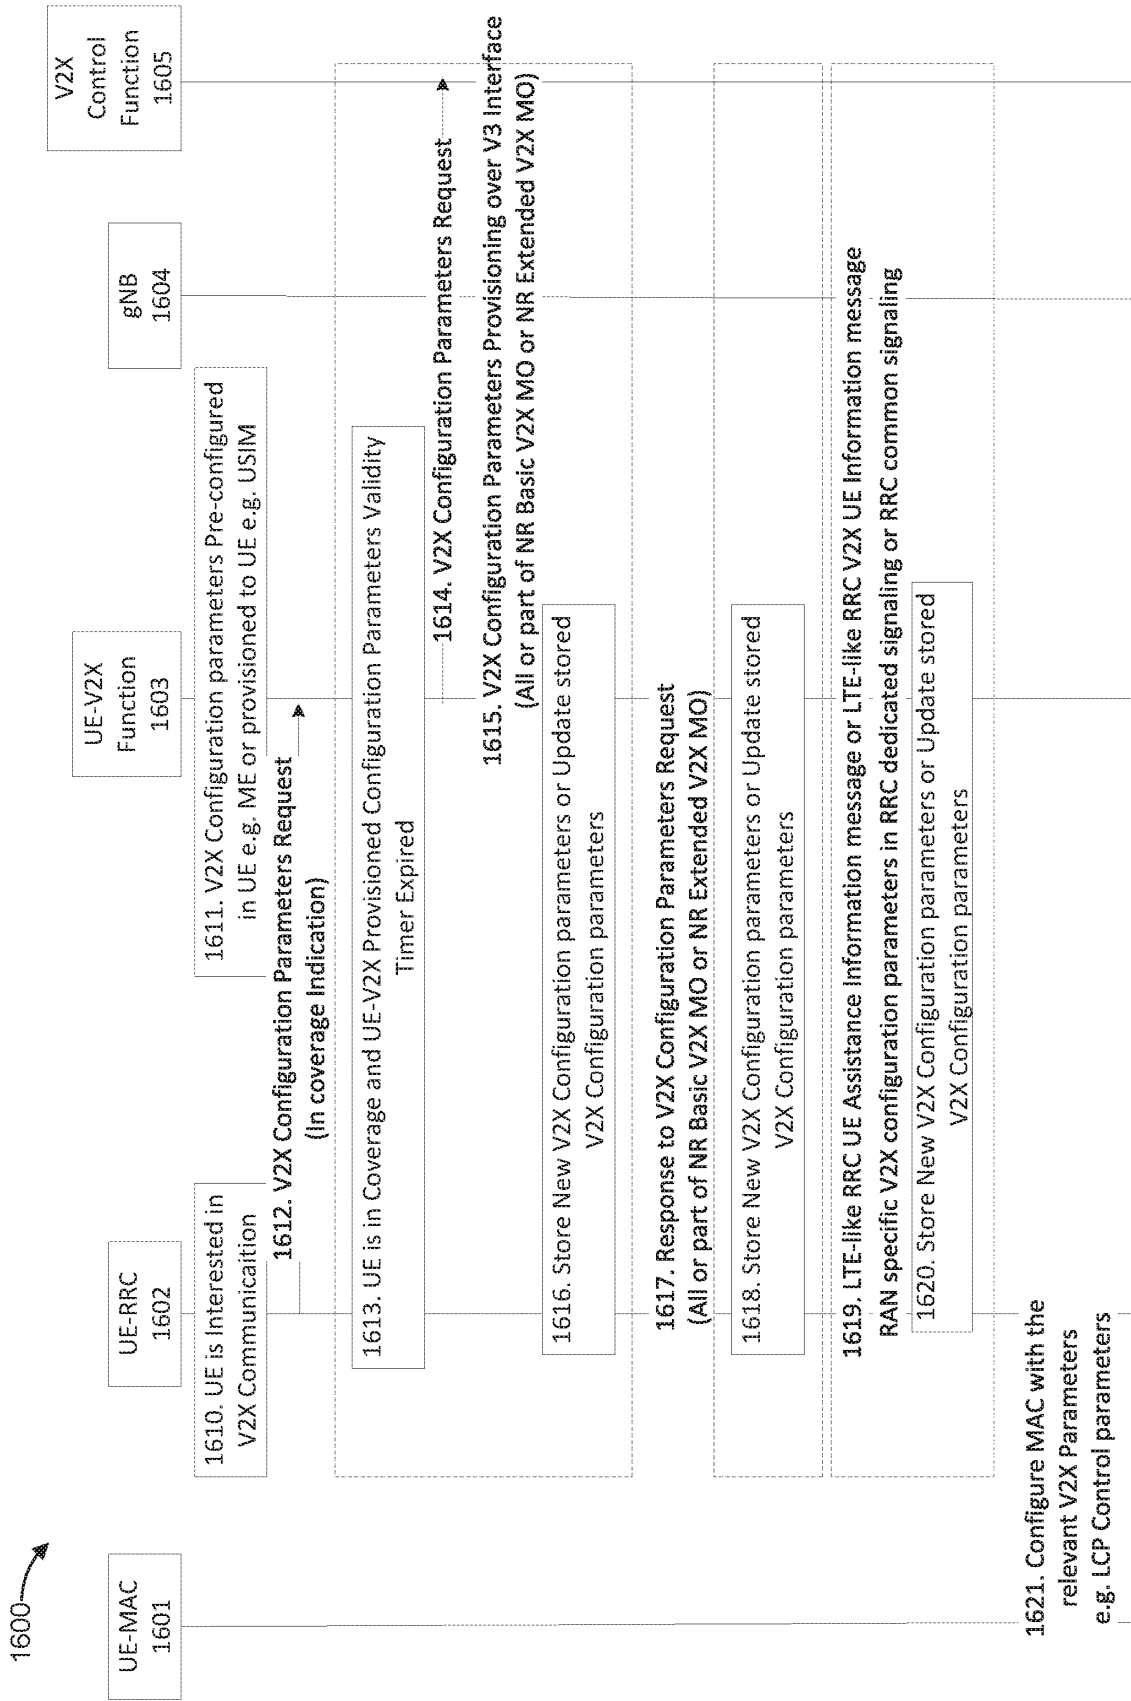 1600
UE-MAC
1601
UE-RRC
1602
UE-V2X
Function
1603
gNB
1604
V2X
Control
Function
1605
1610. UE is Interested in
V2X Communicaition
1611. V2X Configuration parameters Pre-configured
in UE e.g. ME or provisioned to UE e.g. USIM
1612. V2X Configuration Parameters Request
(In coverage Indication)
1613. UE is in Coverage and UE-V2X Provisioned Configuration Parameters Validity
Timer Expired
1614. V2X Configuration Parameters Request
1615. V2X Configuration Parameters Provisioning over V3 Interface
(All or part of NR Basic V2X MO or NR Extended V2X MO)
1616. Store New V2X Configuration parameters or Update stored
V2X Configuration parameters
1617. Response to V2X Configuration Parameters Request
(All or part of NR Basic V2X MO or NR Extended V2X MO)
1618. Store New V2X Configuration parameters or Update stored
V2X Configuration parameters
1619. LTE-like RRC UE Assistance Information message or LTE-like RRC V2X UE Information message
RAN specific V2X configuration parameters in RRC dedicated signaling or RRC common signaling
1620. Store New V2X Configuration parameters or Update stored
V2X Configuration parameters
1621. Configure MAC with the
relevant V2X Parameters
e.g. LCP Control parameters